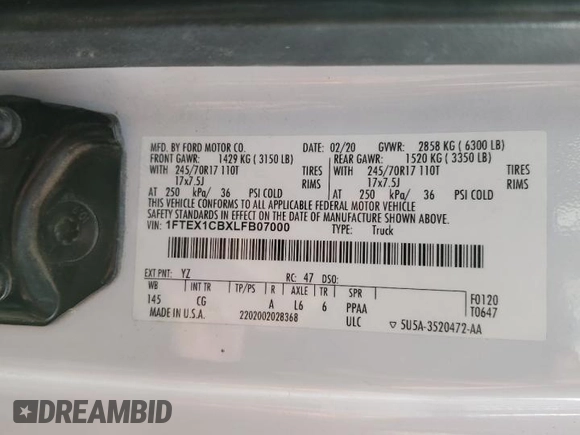 MFD. BY FORD MOTOR CO. 02/20 GVWR: 2858 KG ( 6300 LB)
FRONT GAWR: 1429 KG ( 3150 LB) REAR GAWR: 1520 KG ( 3350 LB)
WITH 245/70R17 110T TIRES WITH 245/70R17 110T TIRES
17x7.5J RIMS 17x7.5J RIMS
AT 250 kPa/ 36 PSI COLD AT 250 kPa/ 36 PSI COLD
THIS VEHICLE CONFORMS TO ALL APPLICABLE FEDERAL MOTOR VEHICLE
SAFETY STANDARDS IN EFFECT ON THE DATE OF MANUFACTURE SHOWN ABOVE.
VIN: 1FTEX1CBXLFB07000 TYPE: Truck
EXT PNT: YZ RC: 47 DSO:
WB INT TR TP/PS R AXLE TR SPR F0120
145 CG A L6 6 PPAA T0647
MADE IN U.S.A. 2202002028368 ULC ▽ 5U5A-3520472-AA
DREAMBID